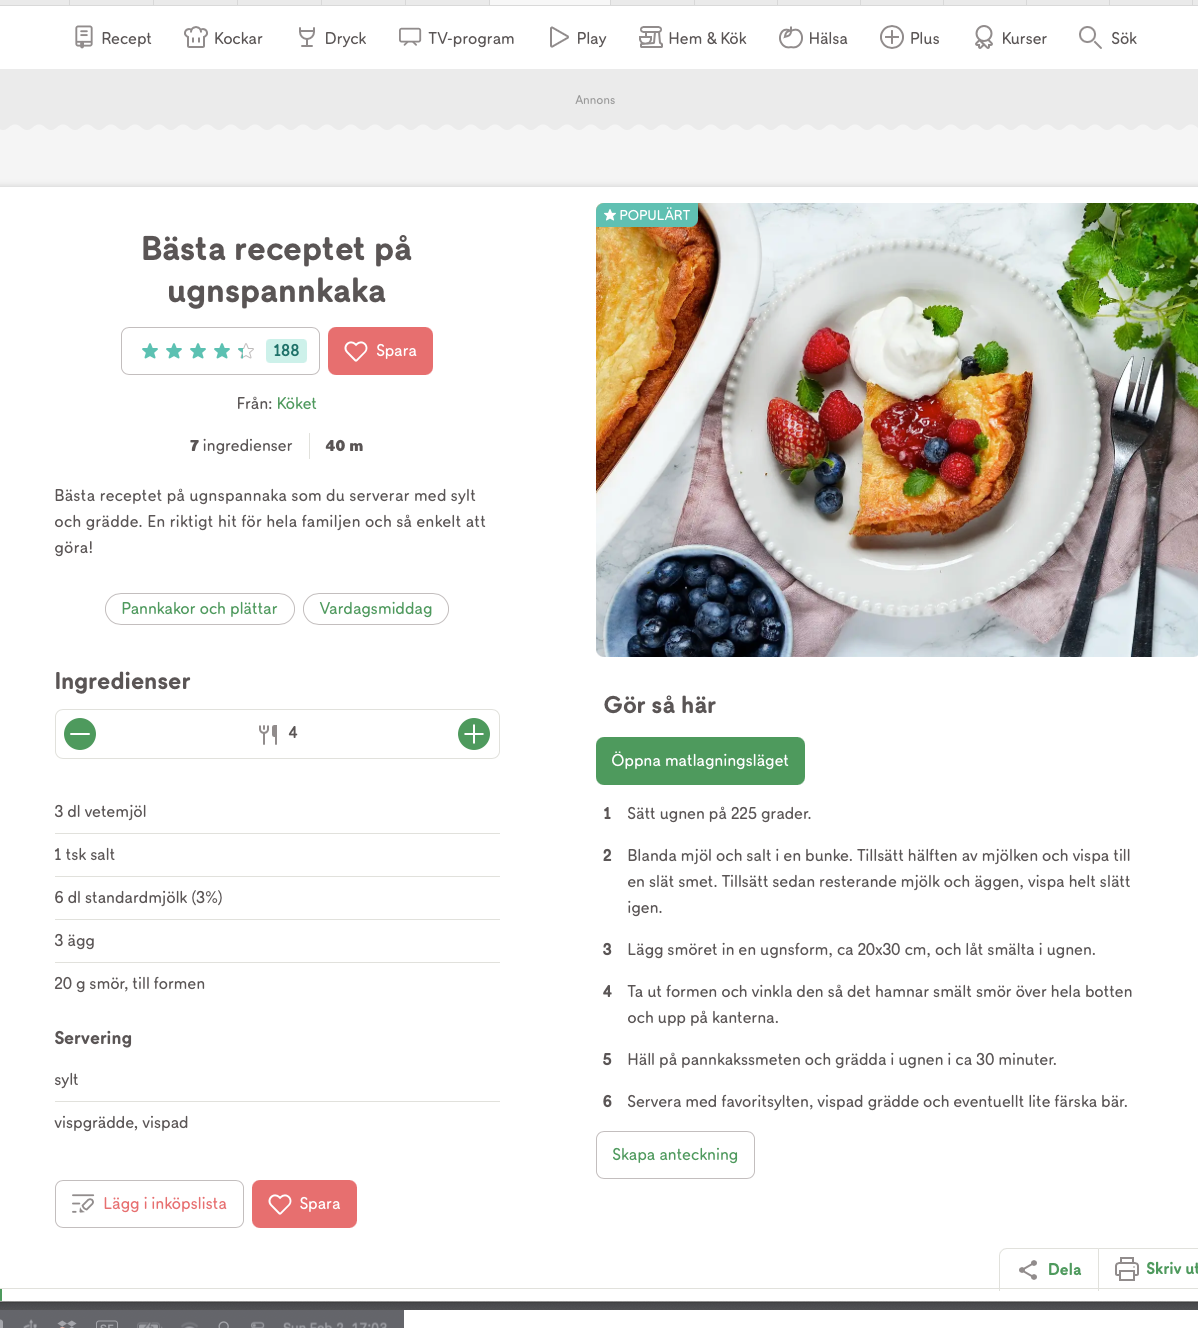 Recept Kockar Dryck TV-program Play Hem & Kök Hälsa Plus Kurser Sök
Annons
Bästa receptet på
ugnspannkaka
188 Spara
Från: Köket
7 ingredienser 40 m
Bästa receptet på ugnspannaka som du serverar med sylt
och grädde. En riktigt hit för hela familjen och så enkelt att
göra!
Pannkakor och plättar Vardagsmiddag
Ingredienser
4
3 dl vetemjöl
1 tsk salt
6 dl standardmjölk (3%)
3 ägg
20 g smör, till formen
Servering
sylt
vispgrädde, vispad
Lägg i inköpslista Spara
POPULÄRT
Gör så här
Öppna matlagningsläget
1 Sätt ugnen på 225 grader.
2 Blanda mjöl och salt i en bunke. Tillsätt hälften av mjölken och vispa till
en slät smet. Tillsätt sedan resterande mjölk och äggen, vispa helt slätt
igen.
3 Lägg smöret in en ugnsform, ca 20x30 cm, och låt smälta i ugnen.
4 Ta ut formen och vinkla den så det hamnar smält smör över hela botten
och upp på kanterna.
5 Häll på pannkakssmeten och grädda i ugnen i ca 30 minuter.
6 Servera med favoritsylten, vispad grädde och eventuellt lite färska bär.
Skapa anteckning
Dela Skriv ut
SE Sun Feb 2 17:03